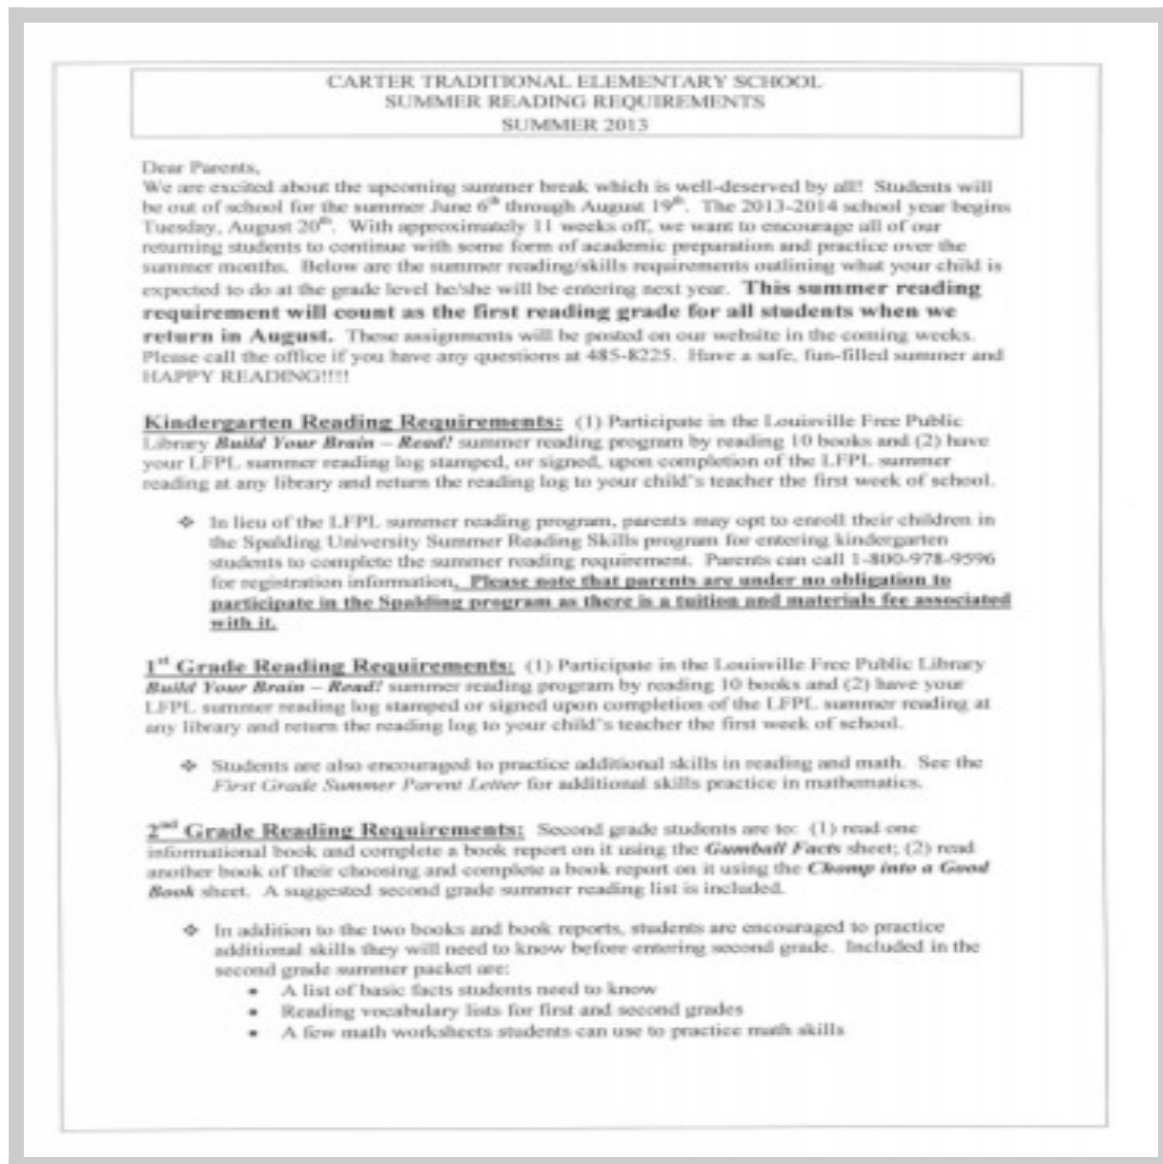 CARTER TRADITIONAL ELEMENTARY SCHOOL
SUMMER READING REQUIREMENTS
SUMMER 2013
Dear Parents,
We are excited about the upcoming summer break which is well-deserved by all! Students will
be out of school for the summer June 6th through August 19th. The 2013-2014 school year begins
Tuesday, August 20th. With approximately 11 weeks off, we want to encourage all of our
returning students to continue with some form of academic preparation and practice over the
summer months. Below are the summer reading/skills requirements outlining what your child is
expected to do at the grade level he/she will be entering next year. This summer reading
requirement will count as the first reading grade for all students when we
return in August. These assignments will be posted on our website in the coming weeks.
Please call the office if you have any questions at 485-8225. Have a safe, fun-filled summer and
HAPPY READING!!!!
Kindergarten Reading Requirements: (1) Participate in the Louisville Free Public
Library Build Your Brain – Read! summer reading program by reading 10 books and (2) have
your LFPL summer reading log stamped, or signed, upon completion of the LFPL summer
reading at any library and return the reading log to your child's teacher the first week of school.
❖ In lieu of the LFPL summer reading program, parents may opt to enroll their children in
the Spalding University Summer Reading Skills program for entering kindergarten
students to complete the summer reading requirement. Parents can call 1-800-978-9596
for registration information. Please note that parents are under no obligation to
participate in the Spalding program as there is a tuition and materials fee associated
with it.
1st Grade Reading Requirements: (1) Participate in the Louisville Free Public Library
Build Your Brain – Read! summer reading program by reading 10 books and (2) have your
LFPL summer reading log stamped or signed upon completion of the LFPL summer reading at
any library and return the reading log to your child's teacher the first week of school.
❖ Students are also encouraged to practice additional skills in reading and math. See the
First Grade Summer Parent Letter for additional skills practice in mathematics.
2nd Grade Reading Requirements: Second grade students are to: (1) read one
informational book and complete a book report on it using the Gumball Facts sheet; (2) read
another book of their choosing and complete a book report on it using the Chomp into a Good
Book sheet. A suggested second grade summer reading list is included.
❖ In addition to the two books and book reports, students are encouraged to practice
additional skills they will need to know before entering second grade. Included in the
second grade summer packet are:
• A list of basic facts students need to know
• Reading vocabulary lists for first and second grades
• A few math worksheets students can use to practice math skills